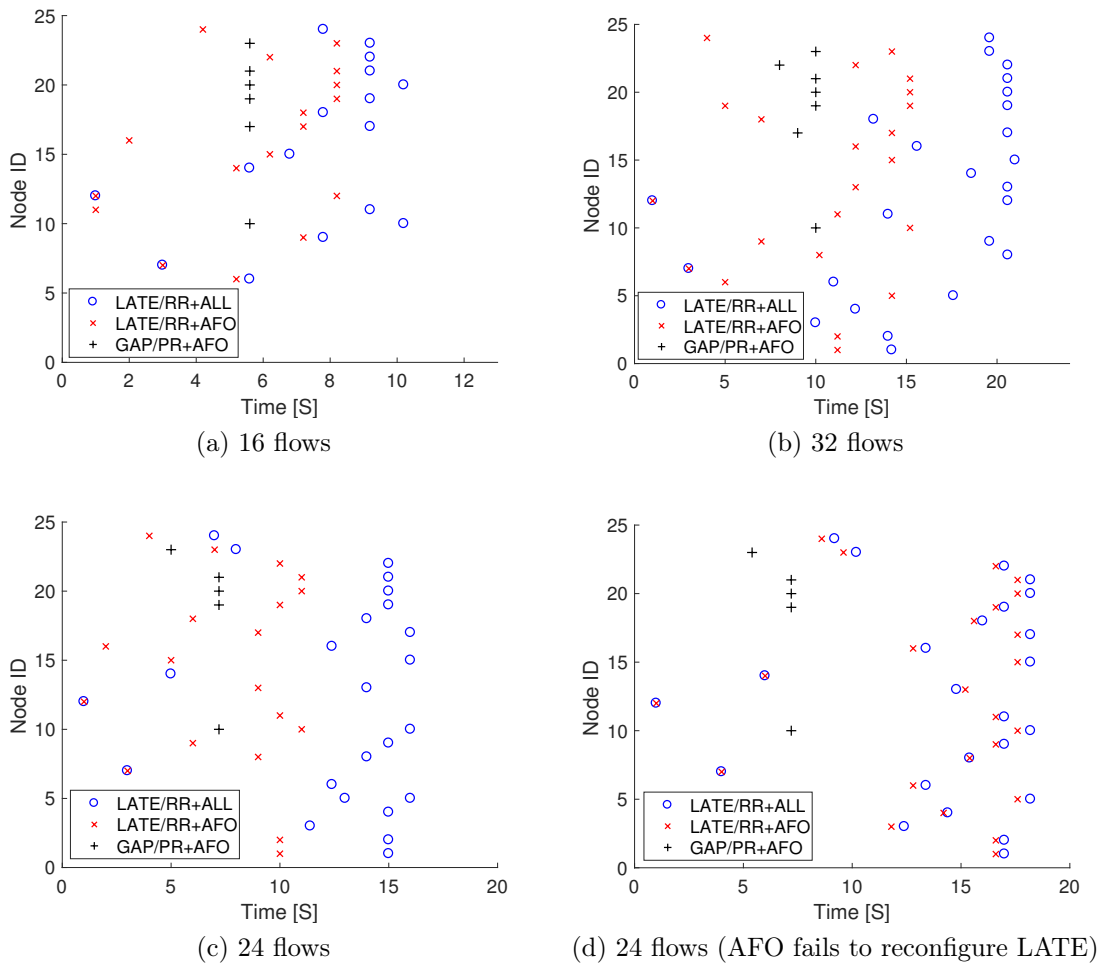 25
20
15
10
5
0
Node ID
LATE/RR+ALL
LATE/RR+AFO
GAP/PR+AFO
0 2 4 6 8 10 12
Time [S]
(a) 16 flows
25
20
15
10
5
0
Node ID
LATE/RR+ALL
LATE/RR+AFO
GAP/PR+AFO
0 5 10 15 20
Time [S]
(b) 32 flows
25
20
15
10
5
0
Node ID
LATE/RR+ALL
LATE/RR+AFO
GAP/PR+AFO
0 5 10 15 20
Time [S]
(c) 24 flows
25
20
15
10
5
0
Node ID
LATE/RR+ALL
LATE/RR+AFO
GAP/PR+AFO
0 5 10 15 20
Time [S]
(d) 24 flows (AFO fails to reconfigure LATE)